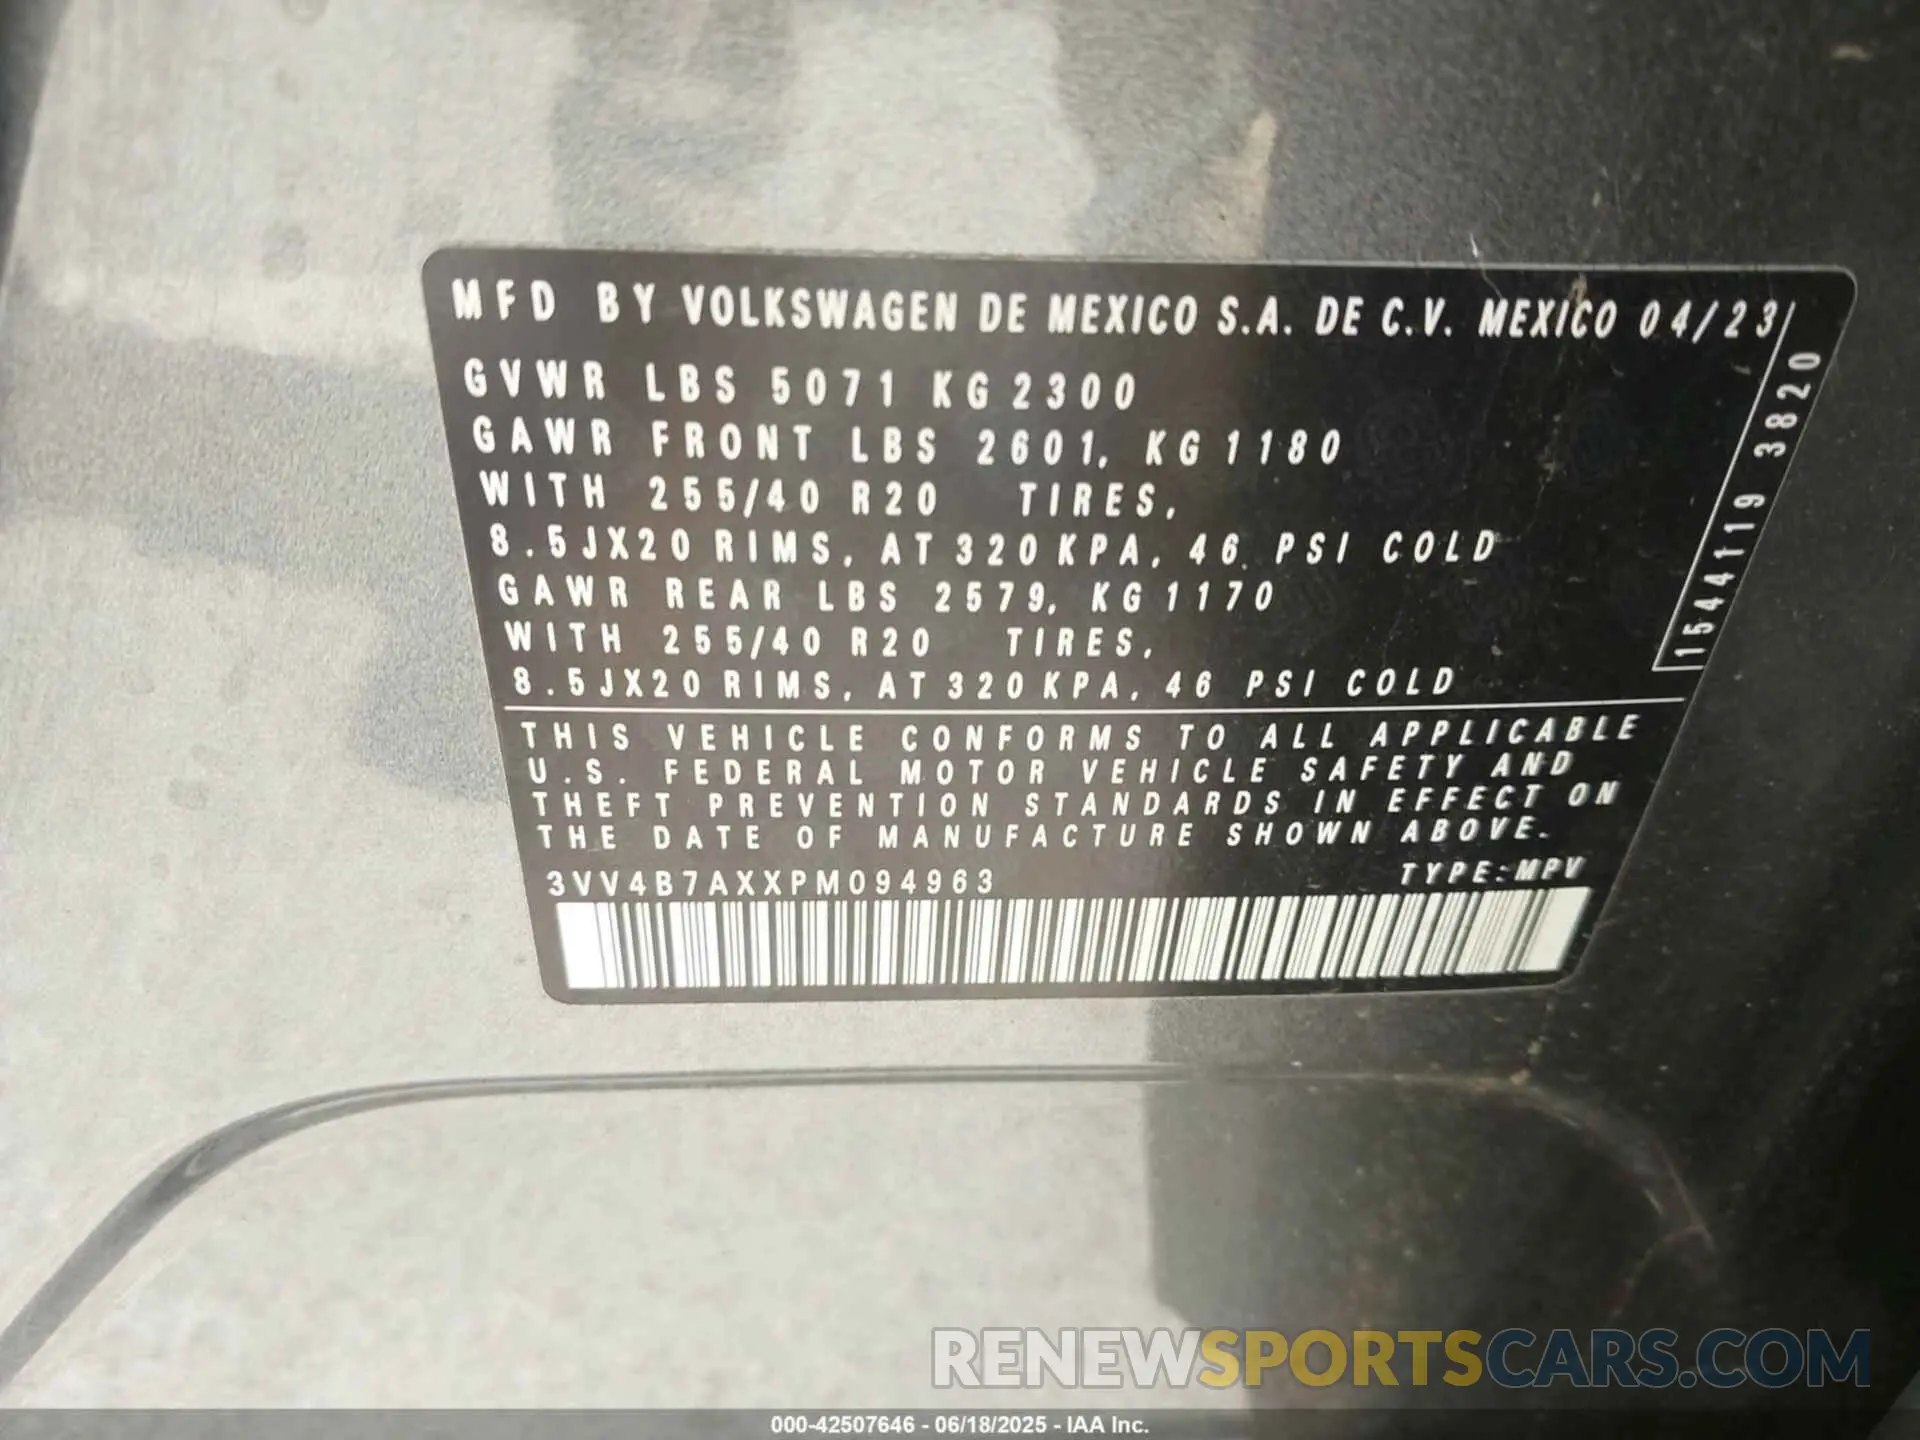 MFD BY VOLKSWAGEN DE MEXICO S.A. DE C.V. MEXICO 04/23
GVWR LBS 5071 KG 2300
GAWR FRONT LBS 2601, KG 1180
WITH 255/40 R20 TIRES,
8.5JX20 RIMS, AT 320 KPA, 46 PSI COLD
GAWR REAR LBS 2579, KG 1170
WITH 255/40 R20 TIRES,
8.5JX20 RIMS, AT 320 KPA, 46 PSI COLD
1544119 3820
THIS VEHICLE CONFORMS TO ALL APPLICABLE
U.S. FEDERAL MOTOR VEHICLE SAFETY AND
THEFT PREVENTION STANDARDS IN EFFECT ON
THE DATE OF MANUFACTURE SHOWN ABOVE.
3VV4B7AXXPM094963 TYPE:MPV
RENEWSPORTSCARS.COM
000-42507646 - 06/18/2025 - IAA Inc.